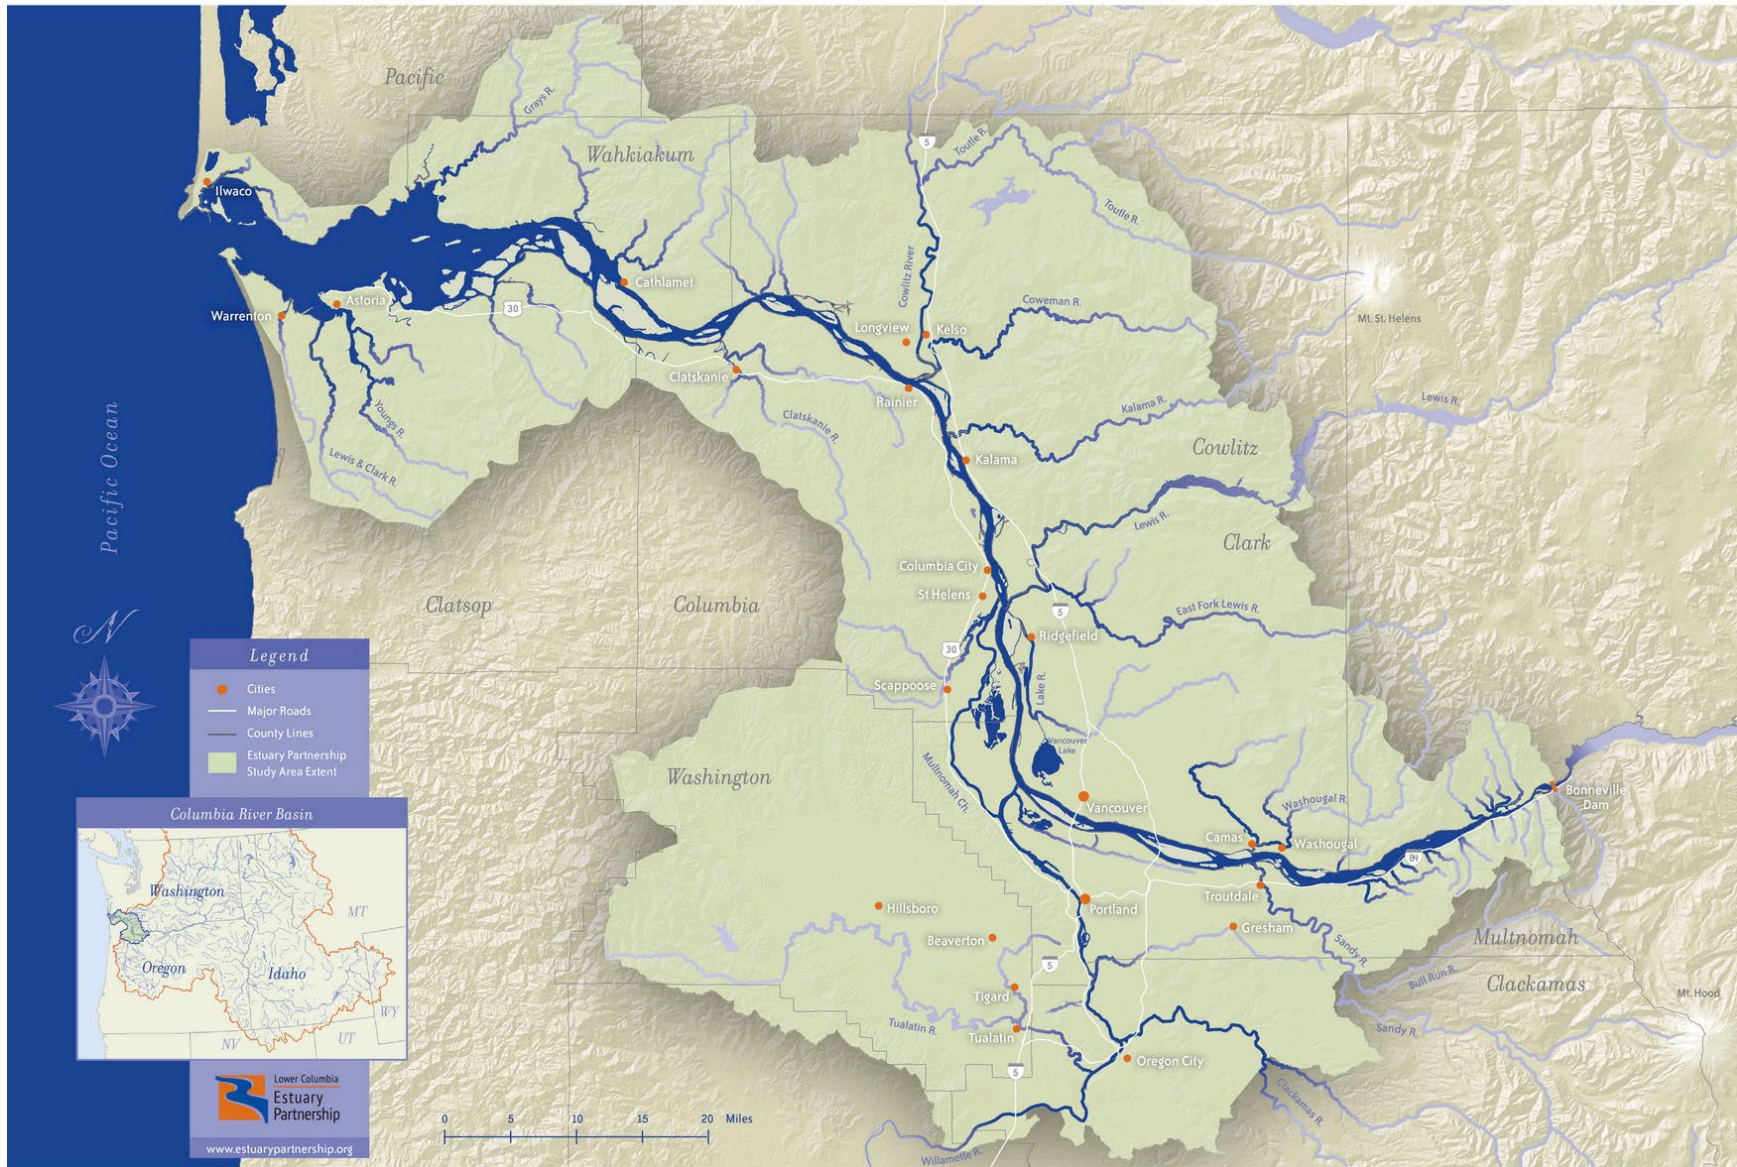 Pacific
Grays R.
Wahkiakum
5
Toutle R.
Ilwaco
Toutle R.
Cowlitz River
Cathlamet
Astoria
Warrenton
30
Coweman R.
Mt. St. Helens
Longview
Kelso
Clatskanie
Rainier
Kalama R.
Lewis R.
Youngs R.
Clatskanie R.
Cowlitz
Lewis & Clark R.
Kalama
Pacific Ocean
Lewis R.
Clark
Columbia City
St Helens
Clatsop
Columbia
5
East Fork Lewis R.
Ridgefield
30
Scappoose
Lake R.
N
Legend
Cities
Major Roads
County Lines
Estuary Partnership
Study Area Extent
Vancouver
Lake
Washington
Multnomah Ch.
Vancouver
Washougal R.
Bonneville
Dam
Camas
Washougal
84
Troutdale
Portland
Hillsboro
Gresham
Beaverton
Sandy R.
Multnomah
5
Bull Run R.
Clackamas
Mt. Hood
Tigard
Tualatin R.
Tualatin
Sandy R.
Oregon City
5
Clackamas R.
Willamette R.
Columbia River Basin
Washington
MT
Oregon
Idaho
WY
NV
UT
Lower Columbia
Estuary
Partnership
www.estuarypartnership.org
0 5 10 15 20 Miles